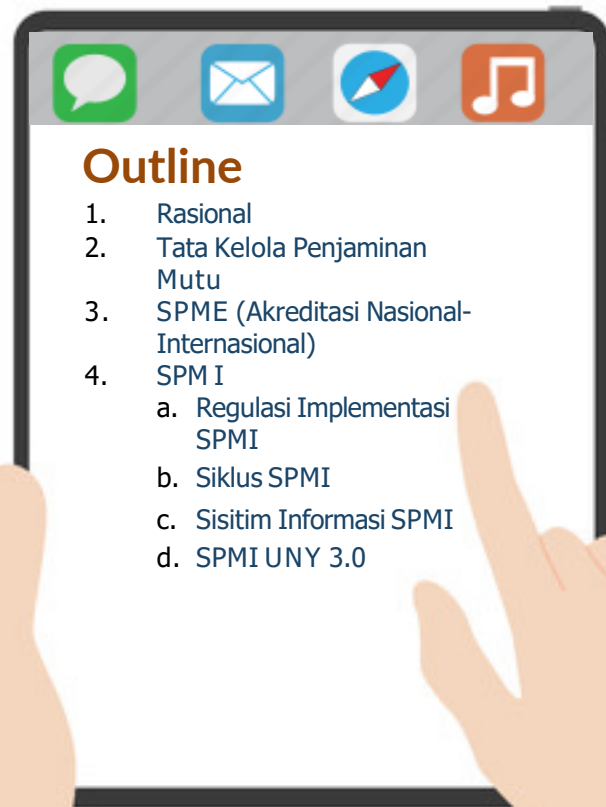 Outline
1. Rasional
2. Tata Kelola Penjaminan
Mutu
3. SPME (Akreditasi Nasional-
Internasional)
4. SPM I
a. Regulasi Implementasi
SPMI
b. Siklus SPMI
c. Sisitim Informasi SPMI
d. SPMI UNY 3.0